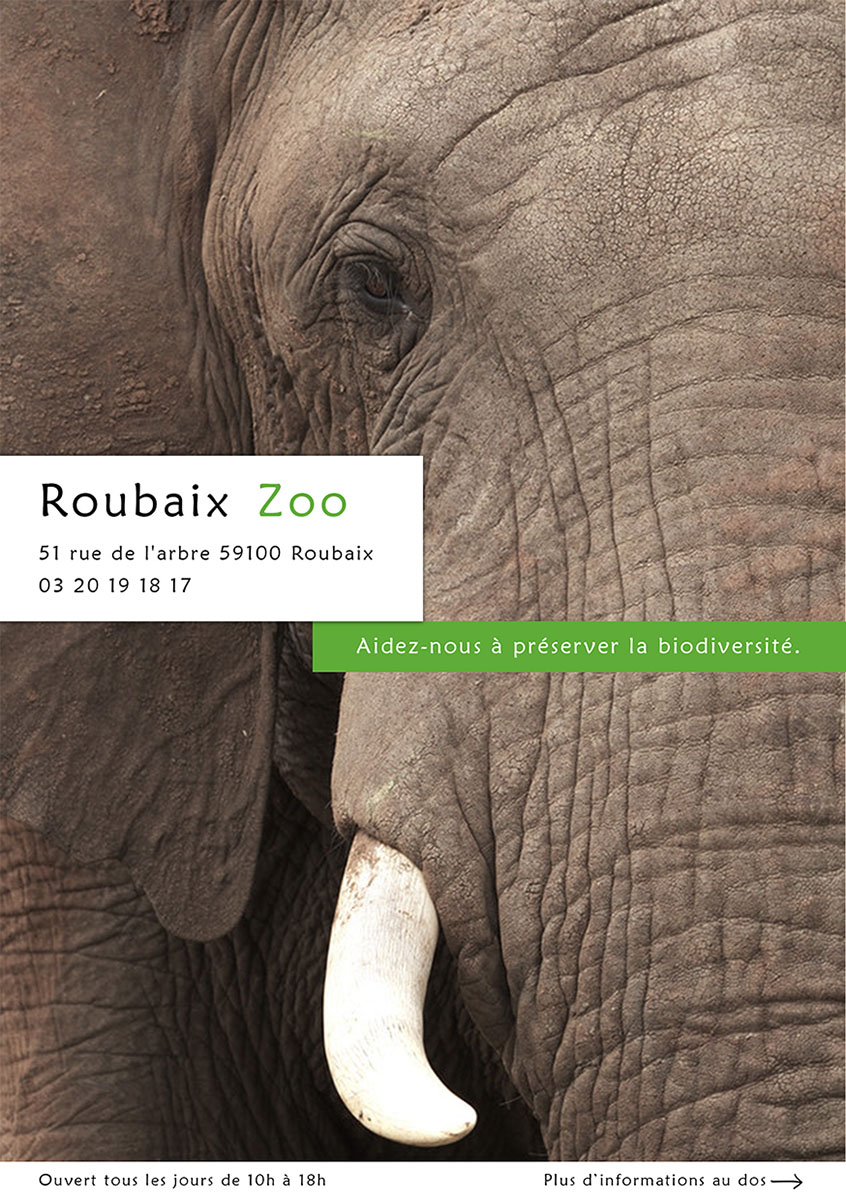 Roubaix Zoo
51 rue de l'arbre 59100 Roubaix
03 20 19 18 17
Aidez-nous à préserver la biodiversité.
Ouvert tous les jours de 10h à 18h
Plus d'informations au dos